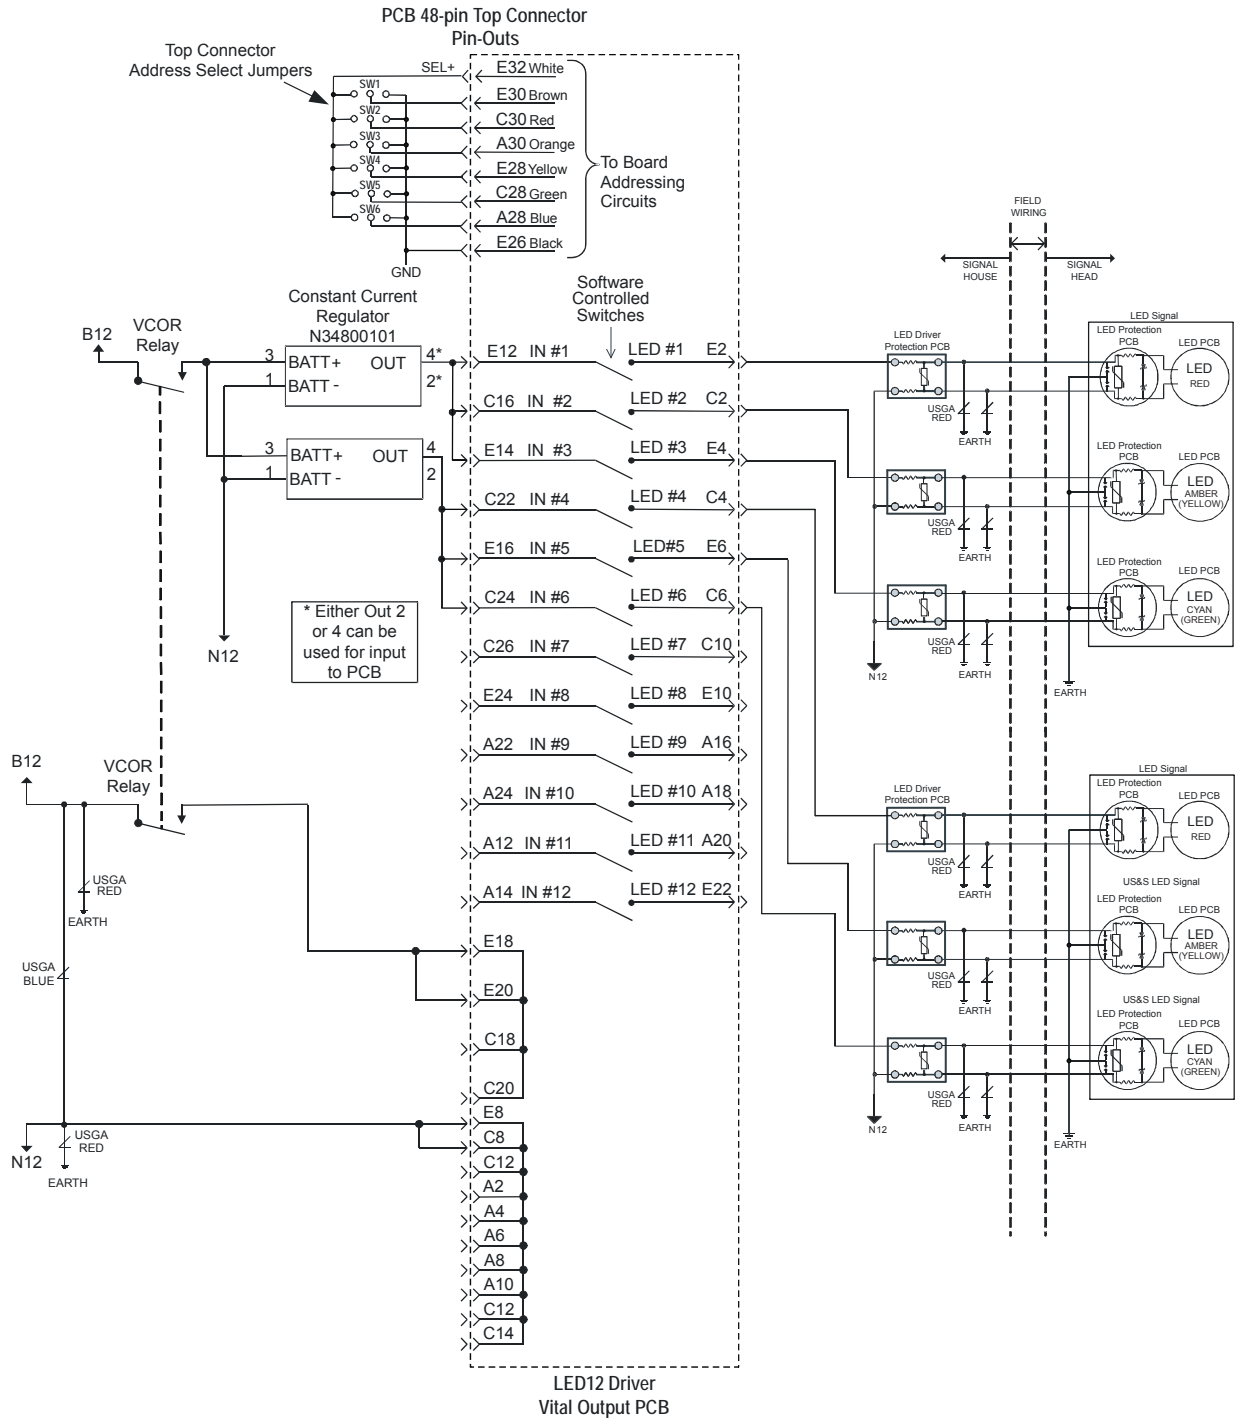 PCB 48-pin Top Connector
Pin-Outs
Top Connector
Address Select Jumpers
SEL+
E32 White
SW1
E30 Brown
SW2
C30 Red
SW3
A30 Orange
SW4
E28 Yellow
SW5
C28 Green
SW6
A28 Blue
E26 Black
GND
To Board
Addressing
Circuits
Software
Controlled
Switches
Constant Current
Regulator
N34800101
B12
VCOR
Relay
3 BATT+ OUT 4*
1 BATT - 2*
3 BATT+ OUT 4
1 BATT - 2
N12
* Either Out 2
or 4 can be
used for input
to PCB
E12 IN #1 LED #1 E2
C16 IN #2 LED #2 C2
E14 IN #3 LED #3 E4
C22 IN #4 LED #4 C4
E16 IN #5 LED#5 E6
C24 IN #6 LED #6 C6
C26 IN #7 LED #7 C10
E24 IN #8 LED #8 E10
A22 IN #9 LED #9 A16
A24 IN #10 LED #10 A18
A12 IN #11 LED #11 A20
A14 IN #12 LED #12 E22
B12
VCOR
Relay
USGA
RED
EARTH
USGA
BLUE
N12
USGA
RED
EARTH
E18
E20
C18
C20
E8
C8
C12
A2
A4
A6
A8
A10
C12
C14
LED12 Driver
Vital Output PCB
FIELD
WIRING
SIGNAL
HOUSE
SIGNAL
HEAD
LED Driver
Protection PCB
USGA
RED
EARTH
USGA
RED
EARTH
USGA
RED
EARTH
N12
LED Signal
LED Protection
PCB
LED PCB
LED
RED
LED Protection
PCB
LED PCB
LED
AMBER
(YELLOW)
LED Protection
PCB
LED PCB
LED
CYAN
(GREEN)
EARTH
LED Driver
Protection PCB
USGA
RED
EARTH
USGA
RED
EARTH
USGA
RED
EARTH
N12
LED Signal
LED Protection
PCB
LED PCB
LED
RED
US&S LED Signal
LED Protection
PCB
LED PCB
LED
AMBER
(YELLOW)
US&S LED Signal
LED Protection
PCB
LED PCB
LED
CYAN
(GREEN)
EARTH